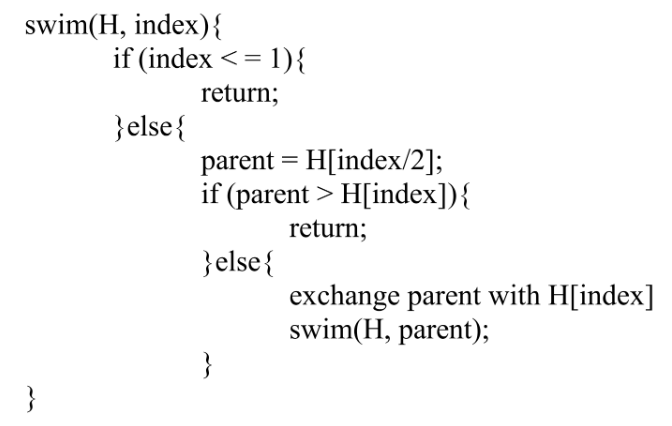 swim(H, index){
if (index < = 1){
return;
}else{
parent = H[index/2];
if (parent > H[index]){
return;
}else{
exchange parent with H[index]
swim(H, parent);
}
}